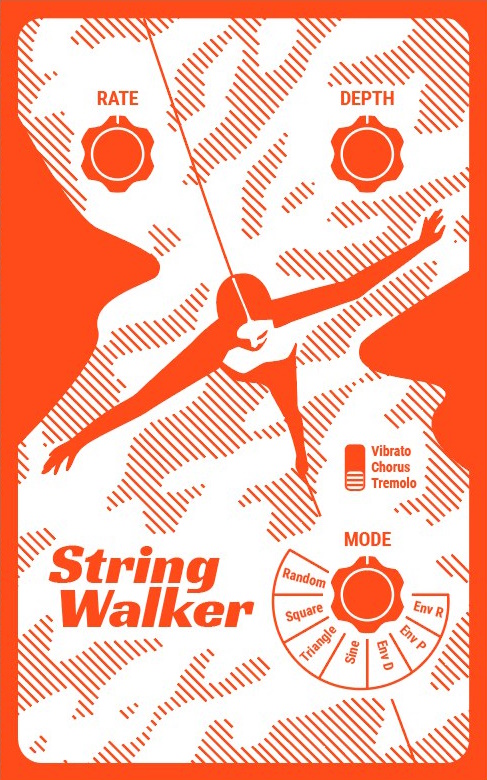 RATE
DEPTH
Vibrato
Chorus
Tremolo
MODE
String
Walker
Random
Square
Triangle
Sine
Env D
Env P
Env R